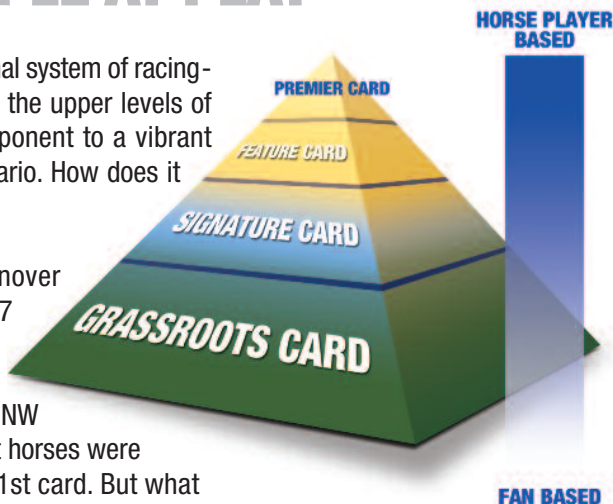 HORSE PLAYER
BASED
nal system of racing-
the upper levels of
ponent to a vibrant
ario. How does it
nover
7
NW
t horses were
1st card. But what
PREMIER CARD
FEATURE CARD
SIGNATURE CARD
GRASSROOTS CARD
FAN BASED